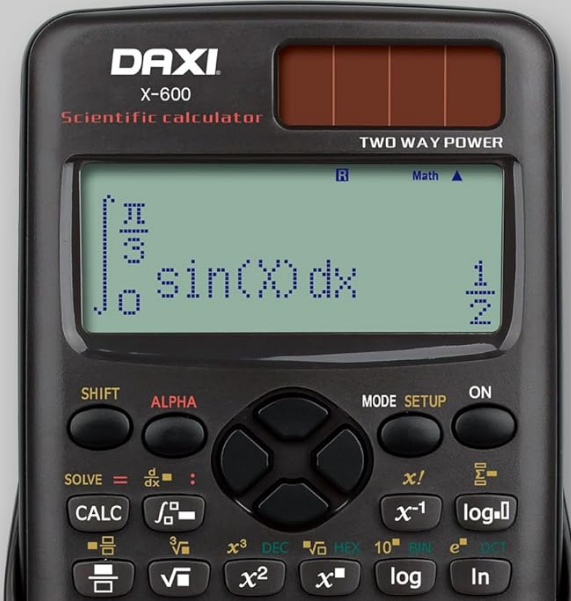 DAXI
X-600
Scientific calculator
TWO WAY POWER
R Math ▲
∫₀^(π/3) sin(X)dx 1/2
SHIFT ALPHA MODE SETUP ON
SOLVE = d/dx■ : x! Σ■
CALC ∫■ x⁻¹ log■▯
■■/□ ³√■ x³ DEC ■√□ HEX 10■ BIN e■ OCT
■/□ √■ x² x■ log ln